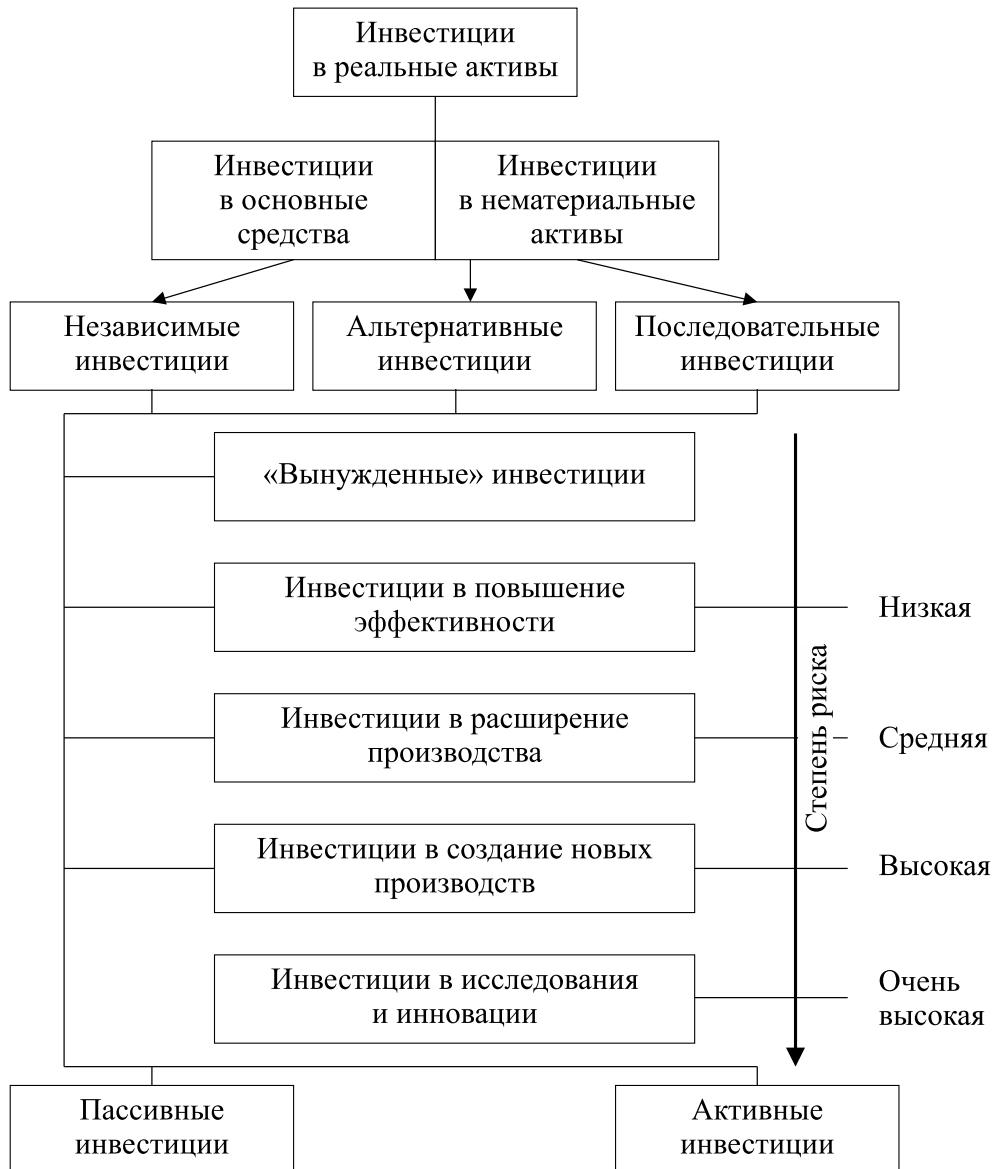 Инвестиции
в реальные активы
Инвестиции
в основные
средства
Инвестиции
в нематериальные
активы
Независимые
инвестиции
Альтернативные
инвестиции
Последовательные
инвестиции
«Вынужденные» инвестиции
Инвестиции в повышение
эффективности
Низкая
Инвестиции в расширение
производства
Средняя
Степень риска
Инвестиции в создание новых
производств
Высокая
Инвестиции в исследования
и инновации
Очень
высокая
Пассивные
инвестиции
Активные
инвестиции